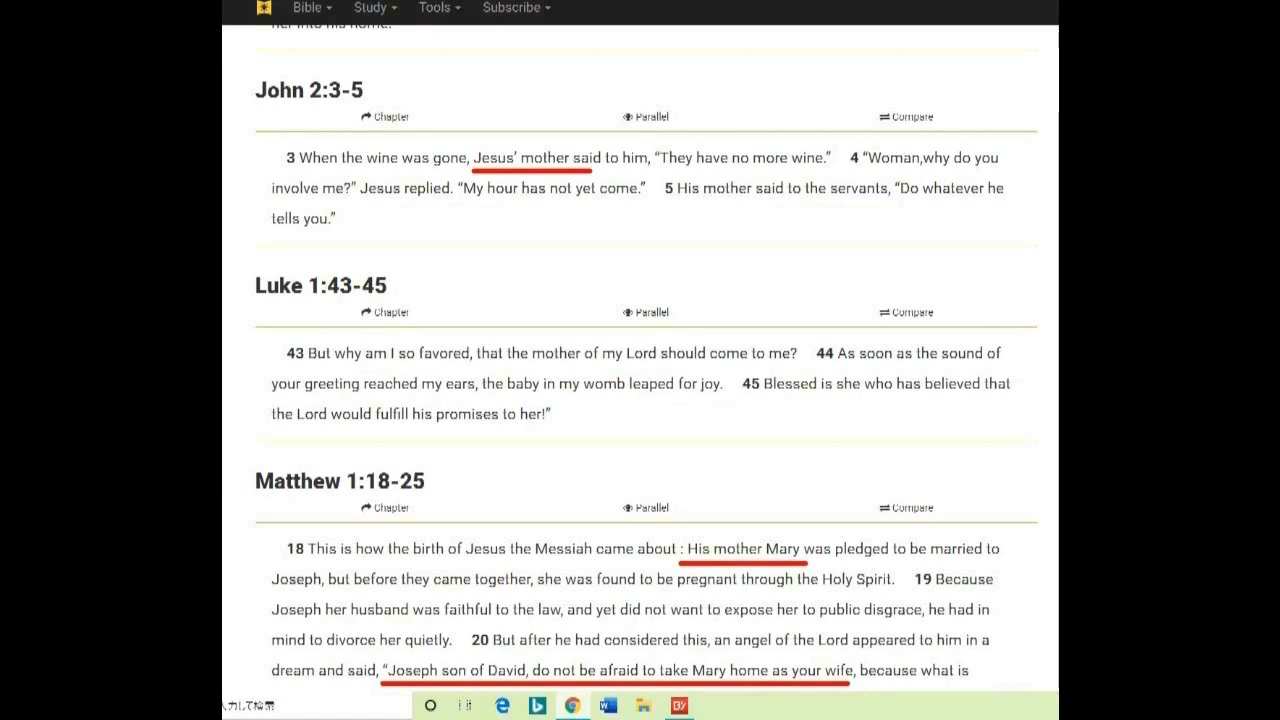 Bible Study Tools Subscribe
her into his home.
John 2:3-5
Chapter Parallel Compare
3 When the wine was gone, Jesus’ mother said to him, “They have no more wine.” 4 “Woman,why do you
involve me?” Jesus replied. “My hour has not yet come.” 5 His mother said to the servants, “Do whatever he
tells you.”
Luke 1:43-45
Chapter Parallel Compare
43 But why am I so favored, that the mother of my Lord should come to me? 44 As soon as the sound of
your greeting reached my ears, the baby in my womb leaped for joy. 45 Blessed is she who has believed that
the Lord would fulfill his promises to her!”
Matthew 1:18-25
Chapter Parallel Compare
18 This is how the birth of Jesus the Messiah came about : His mother Mary was pledged to be married to
Joseph, but before they came together, she was found to be pregnant through the Holy Spirit. 19 Because
Joseph her husband was faithful to the law, and yet did not want to expose her to public disgrace, he had in
mind to divorce her quietly. 20 But after he had considered this, an angel of the Lord appeared to him in a
dream and said, “Joseph son of David, do not be afraid to take Mary home as your wife, because what is
力して検索